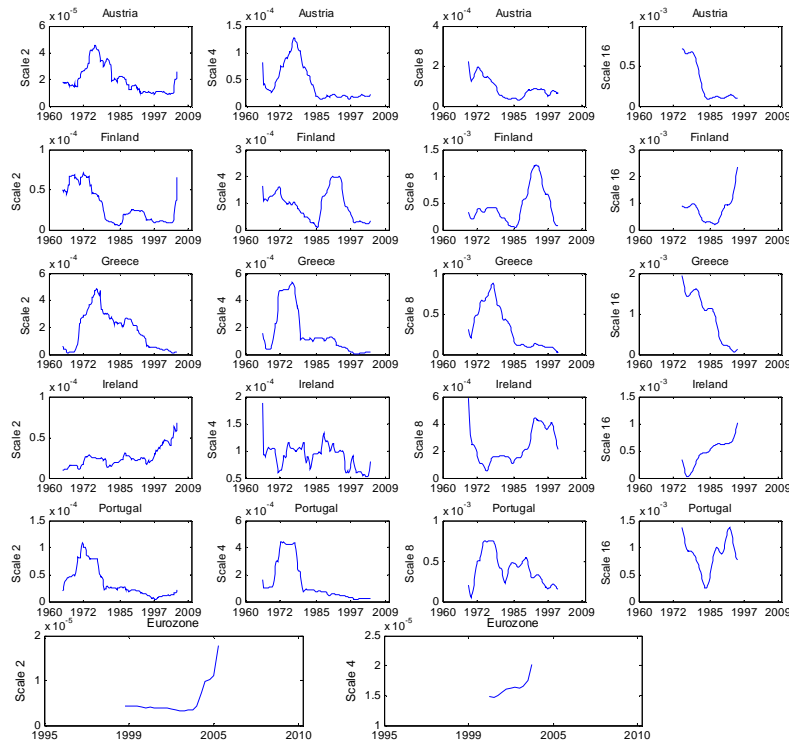 Austria Austria Austria Austria
x 10^-5 x 10^-4 x 10^-4 x 10^-3
Scale 2 Scale 4 Scale 8 Scale 16
6 4 2 0
1.5 1 0.5 0
4 2 0
1 0.5 0
1960 1972 1985 1997 2009 1960 1972 1985 1997 2009 1960 1972 1985 1997 2009 1960 1972 1985 1997 2009
Finland Finland Finland Finland
x 10^-4 x 10^-4 x 10^-3 x 10^-3
Scale 2 Scale 4 Scale 8 Scale 16
1 0.5 0
4 3 2 1 0
1.5 1 0.5 0
3 2 1 0
1960 1972 1985 1997 2009 1960 1972 1985 1997 2009 1960 1972 1985 1997 2009 1960 1972 1985 1997 2009
Greece Greece Greece Greece
x 10^-4 x 10^-4 x 10^-3 x 10^-3
Scale 2 Scale 4 Scale 8 Scale 16
6 4 2 0
6 4 2 0
1 0.5 0
2 1 0
1960 1972 1985 1997 2009 1960 1972 1985 1997 2009 1960 1972 1985 1997 2009 1960 1972 1985 1997 2009
Ireland Ireland Ireland Ireland
x 10^-4 x 10^-4 x 10^-4 x 10^-3
Scale 2 Scale 4 Scale 8 Scale 16
1 0.5 0
2 1.5 1 0.5
6 4 2 0
1.5 1 0.5 0
1960 1972 1985 1997 2009 1960 1972 1985 1997 2009 1960 1972 1985 1997 2009 1960 1972 1985 1997 2009
Portugal Portugal Portugal Portugal
x 10^-4 x 10^-4 x 10^-3 x 10^-3
Scale 2 Scale 4 Scale 8 Scale 16
1.5 1 0.5 0
6 4 2 0
1 0.5 0
1.5 1 0.5 0
1960 1972 1985 1997 2009 1960 1972 1985 1997 2009 1960 1972 1985 1997 2009 1960 1972 1985 1997 2009
Eurozone Eurozone
x 10^-5 x 10^-5
Scale 2 Scale 4
2 1 0
2.5 2 1.5 1
1995 1999 2005 2010 1995 1999 2005 2010